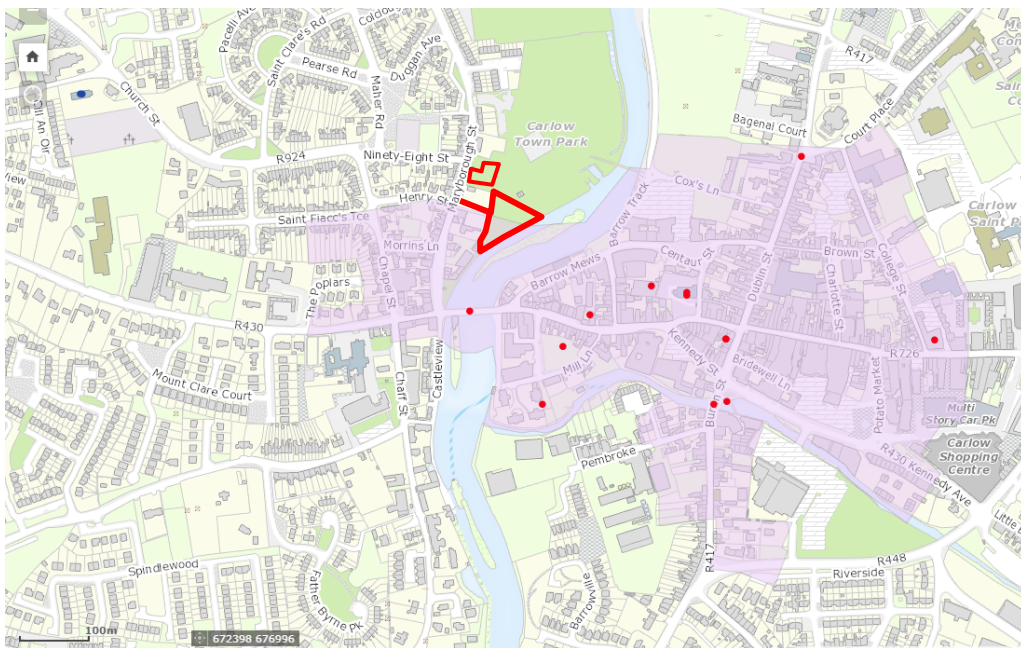 Coldclough
Pacelli Ave
Saint Clare's Rd
Duggan Ave
R417
Pearse Rd
Maher Rd
Church St
Court Place
Carlow
Town Park
Bagenal Court
R924
Ninety-Eight St
Maryborough St
view
Henry St
Cox's Ln
Barrow Track
Carlow
Saint Pa
Saint Fiacc's Tce
Morrins Ln
Chapel St
Centaur St
Dublin St
Brown St
College St
Charlotte St
Barrow Mews
The Poplars
R430
Kennedy St
R726
Castleview
Mill Ln
Bridewell Ln
Mount Clare Court
Chaff St
Burrin St
Potato Market
Multi
Story Car Pk
Carlow
Shopping
Centre
Pembroke
R430 Kennedy Ave
Spindlewood
Father Byrne Pk
BarrowVille
R417
R448
Riverside
100m
672398 676996